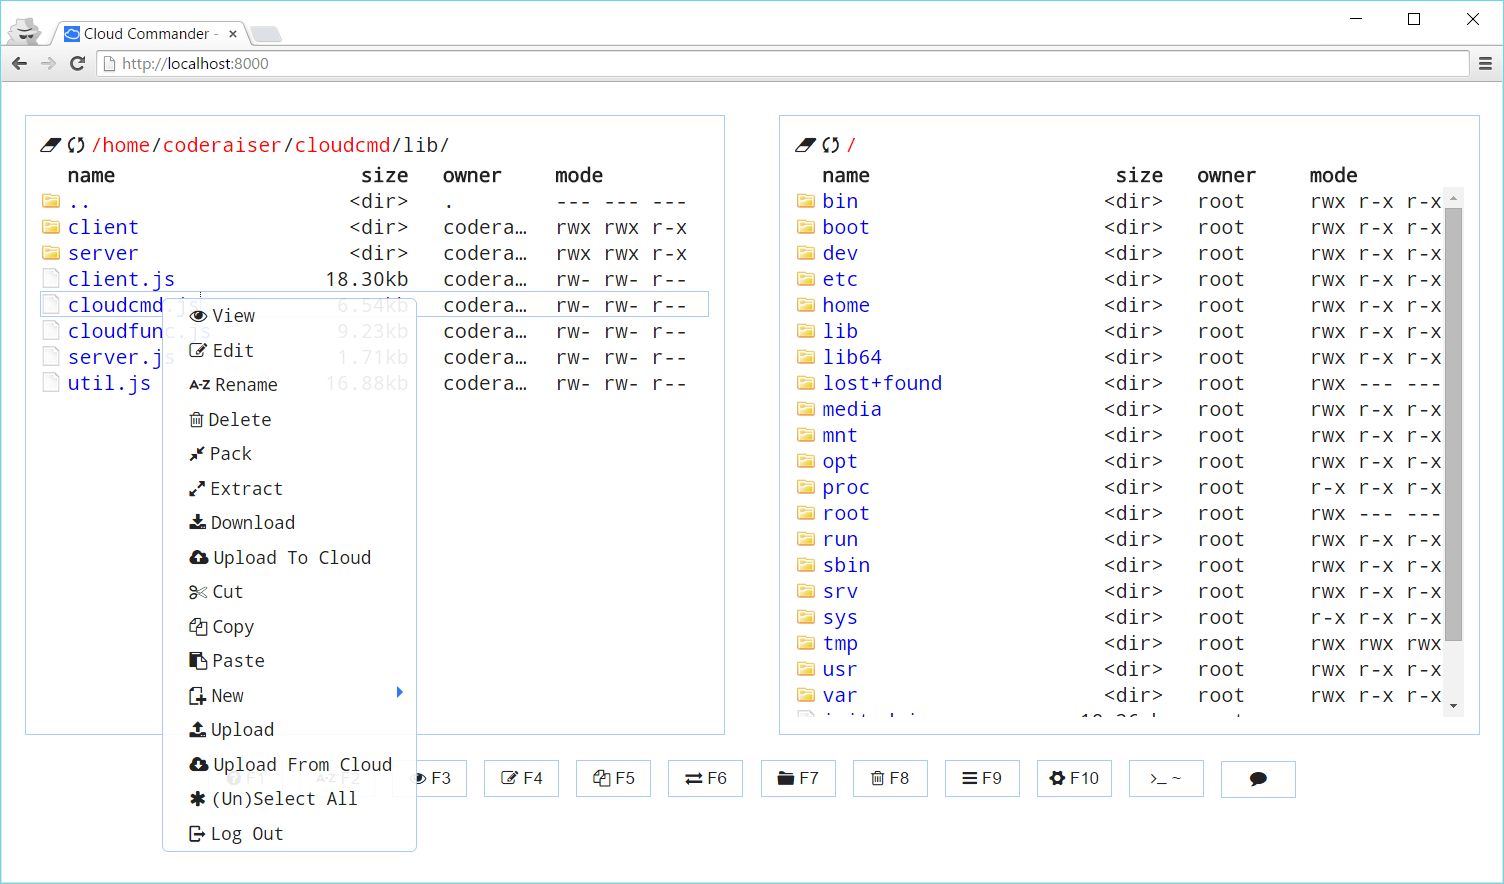 Cloud Commander -
http://localhost:8000
/home/coderaiser/cloudcmd/lib/
name size owner mode
.. <dir> . --- --- ---
client <dir> codera… rwx rwx r-x
server <dir> codera… rwx rwx r-x
client.js 18.30kb codera… rw- rw- r--
cloudcmd.js 6.54kb codera… rw- rw- r--
cloudfunc.js 9.23kb codera… rw- rw- r--
server.js 1.71kb codera… rw- rw- r--
util.js 16.88kb codera… rw- rw- r--
View
Edit
A-Z Rename
Delete
Pack
Extract
Download
Upload To Cloud
Cut
Copy
Paste
New
Upload
Upload From Cloud
(Un)Select All
Log Out
/
name size owner mode
bin <dir> root rwx r-x r-x
boot <dir> root rwx r-x r-x
dev <dir> root rwx r-x r-x
etc <dir> root rwx r-x r-x
home <dir> root rwx r-x r-x
lib <dir> root rwx r-x r-x
lib64 <dir> root rwx r-x r-x
lost+found <dir> root rwx --- ---
media <dir> root rwx r-x r-x
mnt <dir> root rwx r-x r-x
opt <dir> root rwx r-x r-x
proc <dir> root r-x r-x r-x
root <dir> root rwx --- ---
run <dir> root rwx r-x r-x
sbin <dir> root rwx r-x r-x
srv <dir> root rwx r-x r-x
sys <dir> root r-x r-x r-x
tmp <dir> root rwx rwx rwx
usr <dir> root rwx r-x r-x
var <dir> root rwx r-x r-x
F1 A-Z F2 F3 F4 F5 F6 F7 F8 F9 F10 >_ ~